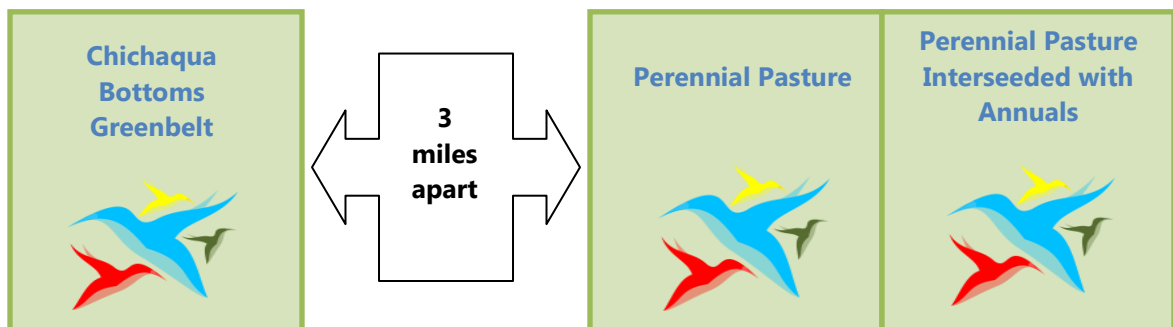 Chichaqua
Bottoms
Greenbelt
3
miles
apart
Perennial Pasture
Perennial Pasture
Interseeded with
Annuals